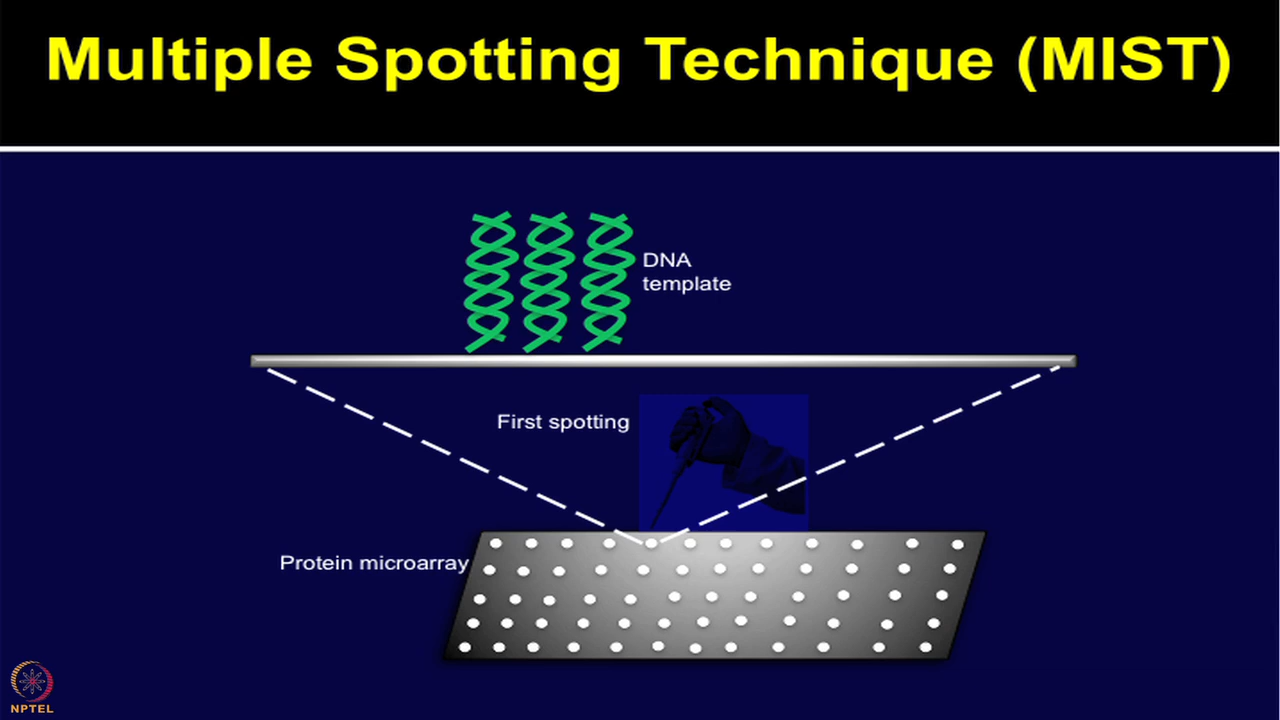 Multiple Spotting Technique (MIST)
DNA
template
First spotting
Protein microarray
NPTEL